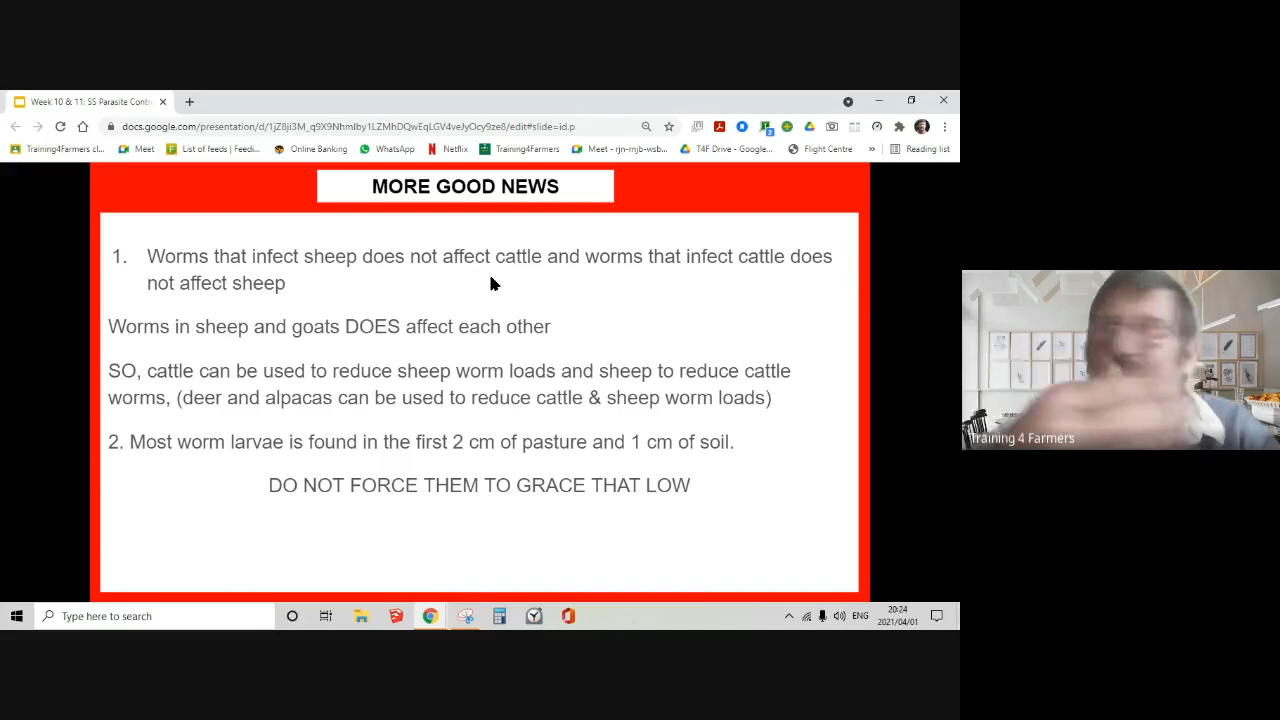 Week 10 & 11: SS Parasite Contr
docs.google.com/presentation/d/
Training4Farmers cl...
Meet
List of feeds | Feedi...
Online Banking
WhatsApp
Netflix
Training4Farmers
Meet - rjn-mjb-wsb...
T4F Drive - Google...
Flight Centre
»
Reading list
MORE GOOD NEWS
1. Worms that infect sheep does not affect cattle and worms that infect cattle does
not affect sheep
Worms in sheep and goats DOES affect each other
SO, cattle can be used to reduce sheep worm loads and sheep to reduce cattle
worms, (deer and alpacas can be used to reduce cattle & sheep worm loads)
2. Most worm larvae is found in the first 2 cm of pasture and 1 cm of soil.
DO NOT FORCE THEM TO GRACE THAT LOW
Training 4 Farmers
Type here to search
ENG
20:24
2021/04/01